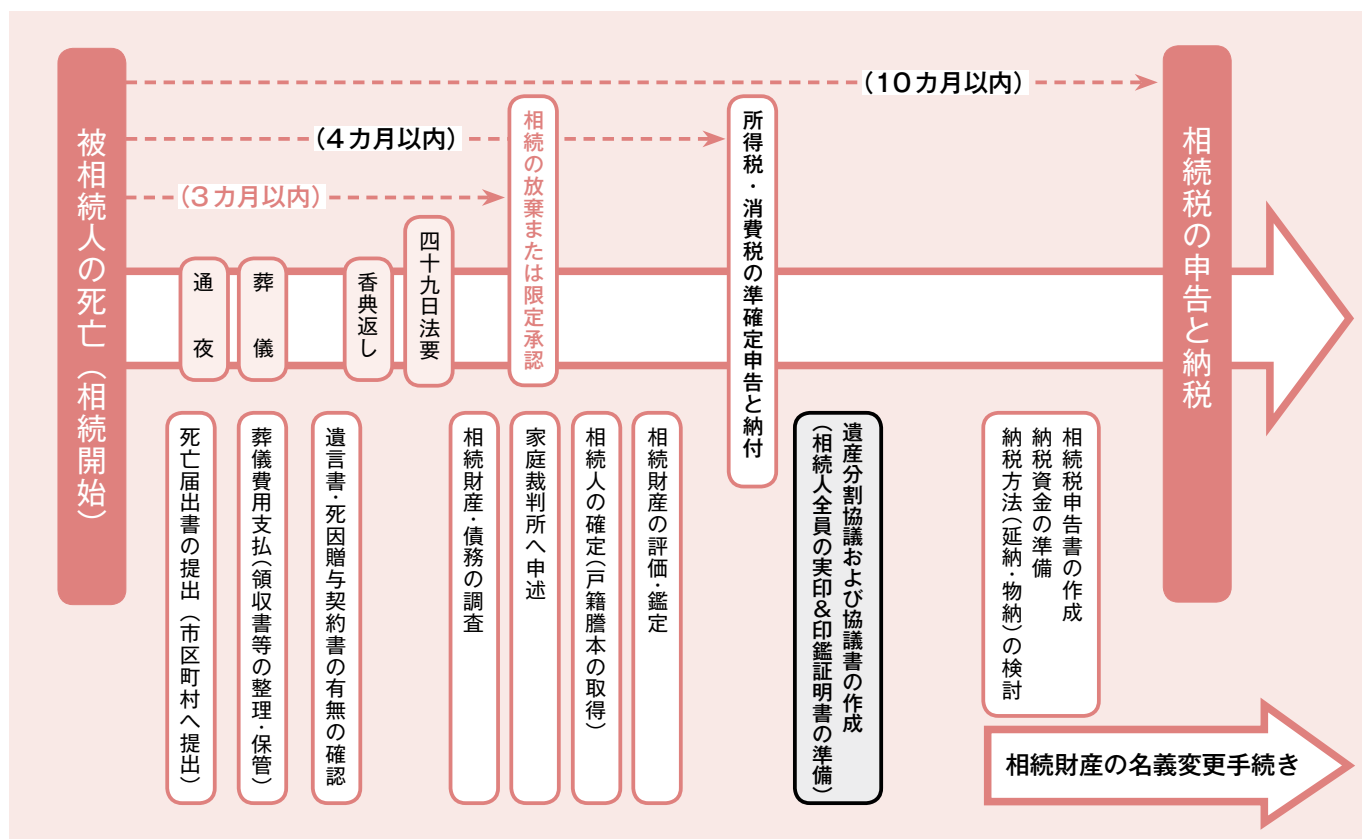 被相続人の死亡（相続開始）
（10カ月以内）
（4カ月以内）
（3カ月以内）
通夜
葬儀
香典返し
四十九日法要
相続の放棄または限定承認
所得税・消費税の準確定申告と納付
相続税の申告と納税
死亡届出書の提出（市区町村へ提出）
葬儀費用支払（領収書等の整理・保管）
遺言書・死因贈与契約書の有無の確認
相続財産・債務の調査
家庭裁判所へ申述
相続人の確定（戸籍謄本の取得）
相続財産の評価・鑑定
遺産分割協議および協議書の作成
（相続人全員の実印＆印鑑証明書の準備）
相続税申告書の作成
納税資金の準備
納税方法（延納・物納）の検討
相続財産の名義変更手続き